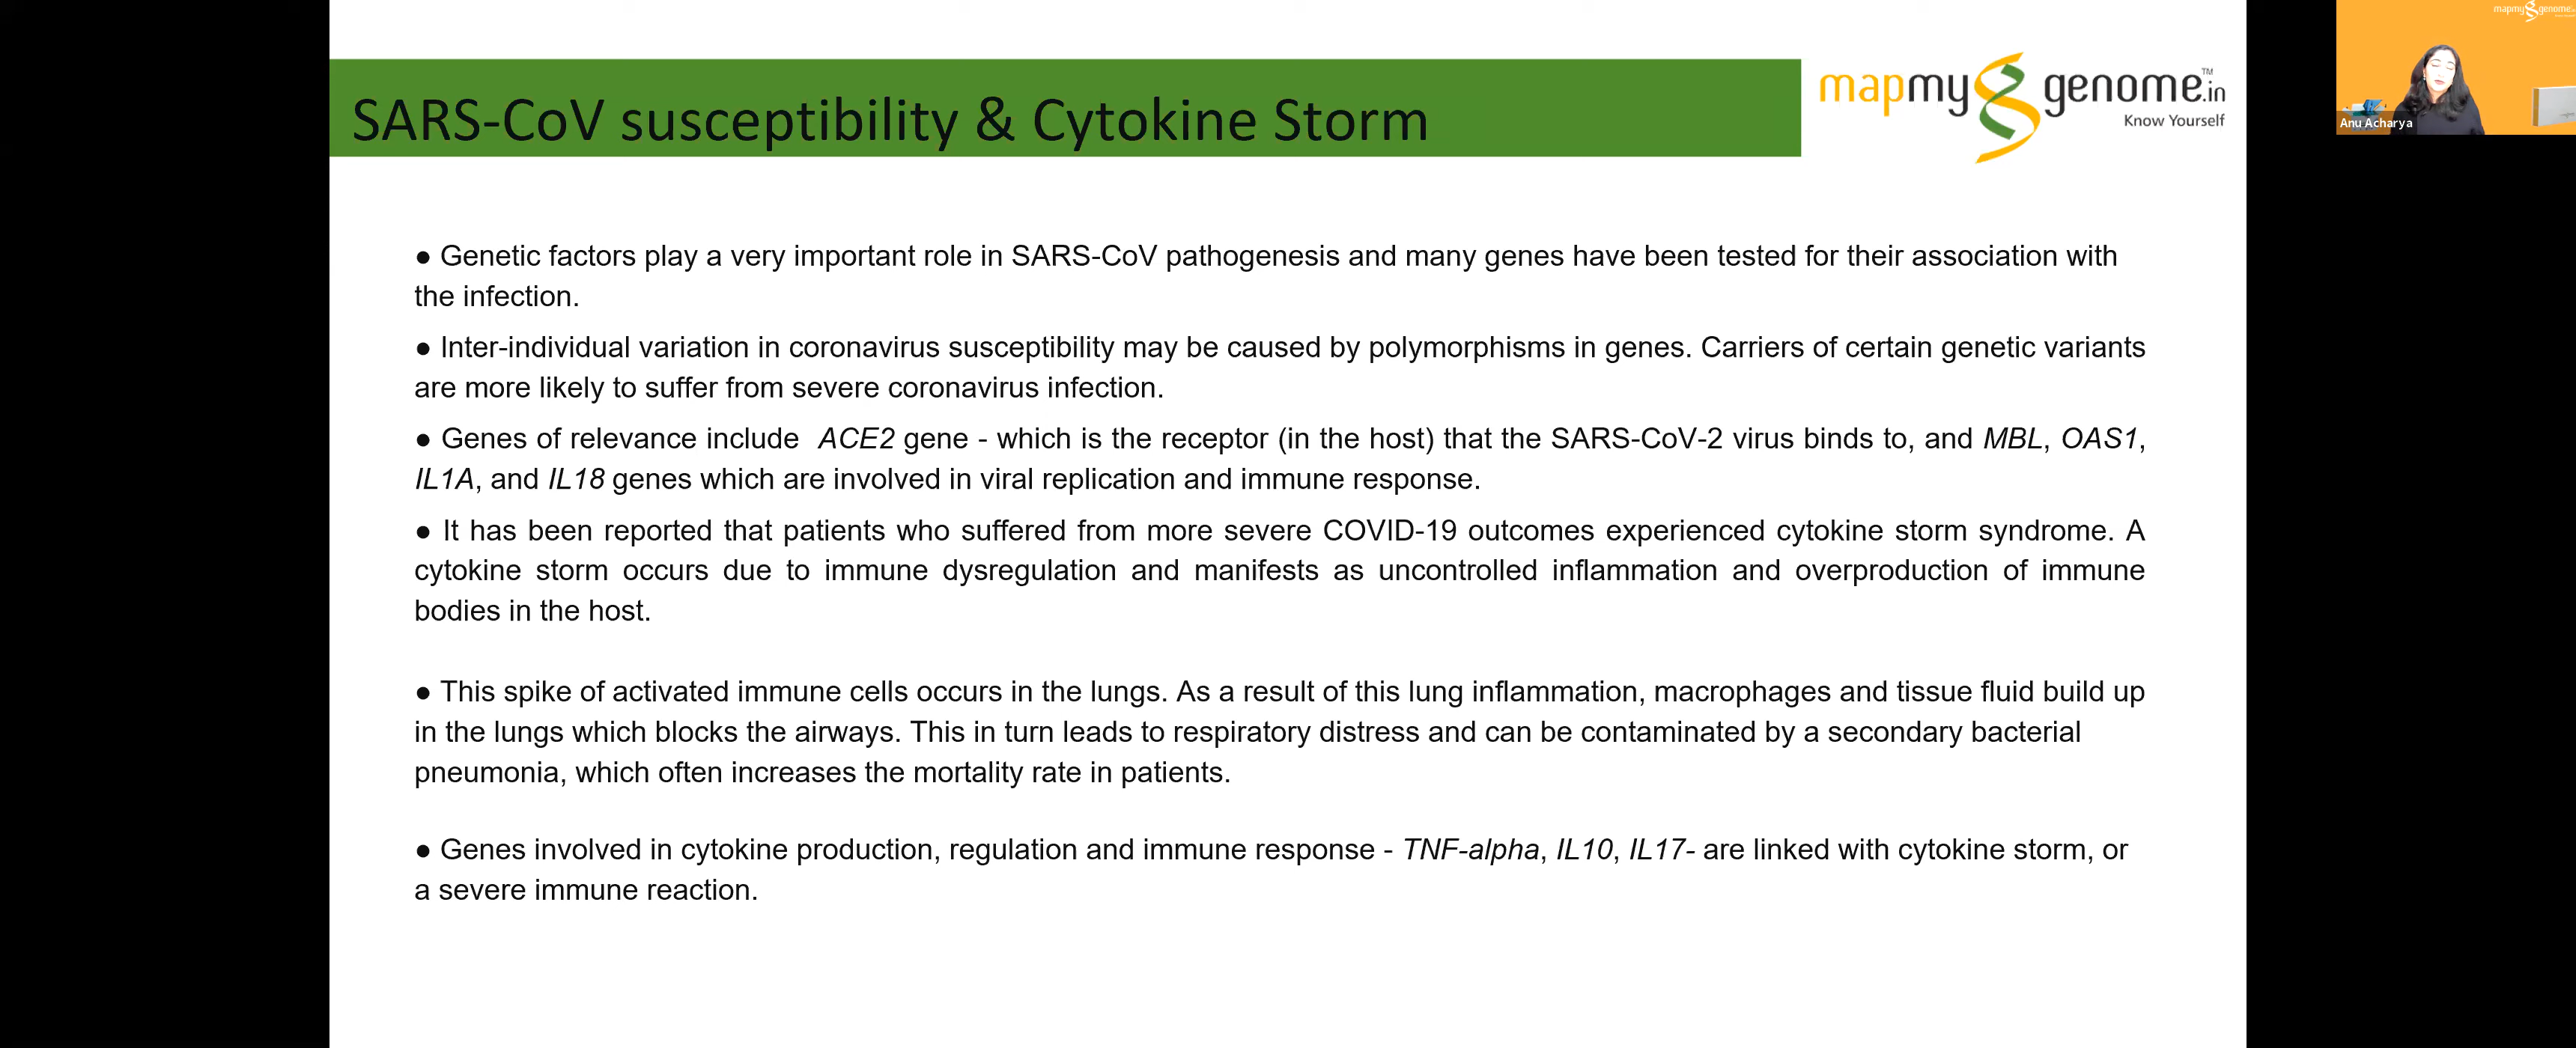 SARS-CoV susceptibility & Cytokine Storm
mapmy genome.in™
Know Yourself
mapmy genome.in
Anu Acharya
● Genetic factors play a very important role in SARS-CoV pathogenesis and many genes have been tested for their association with
the infection.
● Inter-individual variation in coronavirus susceptibility may be caused by polymorphisms in genes. Carriers of certain genetic variants
are more likely to suffer from severe coronavirus infection.
● Genes of relevance include ACE2 gene - which is the receptor (in the host) that the SARS-CoV-2 virus binds to, and MBL, OAS1,
IL1A, and IL18 genes which are involved in viral replication and immune response.
● It has been reported that patients who suffered from more severe COVID-19 outcomes experienced cytokine storm syndrome. A
cytokine storm occurs due to immune dysregulation and manifests as uncontrolled inflammation and overproduction of immune
bodies in the host.
● This spike of activated immune cells occurs in the lungs. As a result of this lung inflammation, macrophages and tissue fluid build up
in the lungs which blocks the airways. This in turn leads to respiratory distress and can be contaminated by a secondary bacterial
pneumonia, which often increases the mortality rate in patients.
● Genes involved in cytokine production, regulation and immune response - TNF-alpha, IL10, IL17- are linked with cytokine storm, or
a severe immune reaction.